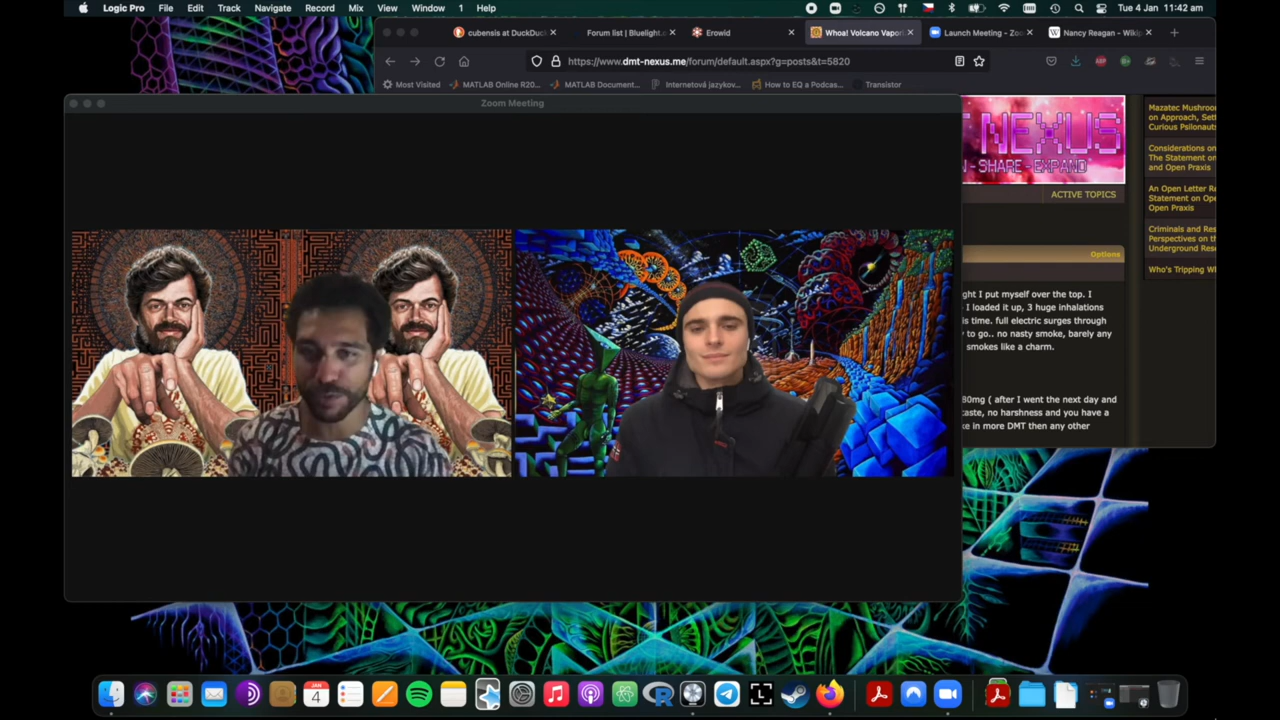 Logic Pro File Edit Track Navigate Record Mix View Window 1 Help Tue 4 Jan 11:42 am
cubensis at DuckDuc Forum list | Bluelight.c Erowid Whoa! Volcano Vapori Launch Meeting - Zoo Nancy Reagan - Wikip
https://www.dmt-nexus.me/forum/default.aspx?g=posts&t=5820
Most Visited MATLAB Online R20... MATLAB Document... Internetová jazykov... How to EQ a Podcas... Transistor
Zoom Meeting
NEXUS
- SHARE - EXPAND
ACTIVE TOPICS
Options
ght I put myself over the top. I
I loaded it up, 3 huge inhalations
is time. full electric surges through
to go.. no nasty smoke, barely any
smokes like a charm.
80mg ( after I went the next day and
taste, no harshness and you have a
ke in more DMT then any other
Mazatec Mushroo
on Approach, Set
Curious Psilonauts
Considerations on
The Statement on
and Open Praxis
An Open Letter Re
Statement on Ope
Open Praxis
Criminals and Res
Perspectives on th
Underground Rese
Who's Tripping W
JAN
4